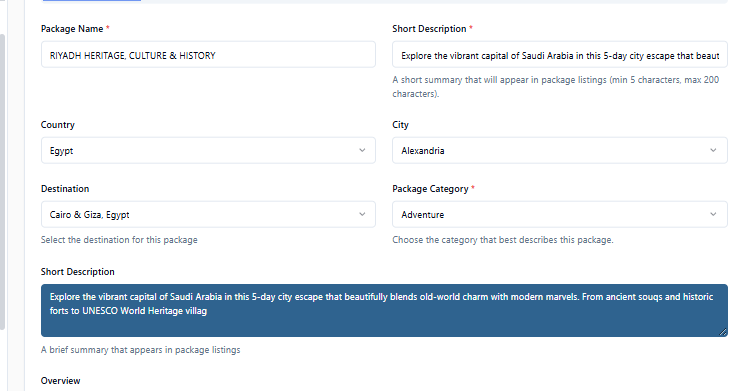 Package Name *
Short Description *
RIYADH HERITAGE, CULTURE & HISTORY
Explore the vibrant capital of Saudi Arabia in this 5-day city escape that beaut
A short summary that will appear in package listings (min 5 characters, max 200
characters).
Country
City
Egypt
Alexandria
Destination
Package Category *
Cairo & Giza, Egypt
Adventure
Select the destination for this package
Choose the category that best describes this package.
Short Description
Explore the vibrant capital of Saudi Arabia in this 5-day city escape that beautifully blends old-world charm with modern marvels. From ancient souqs and historic
forts to UNESCO World Heritage villag
A brief summary that appears in package listings
Overview